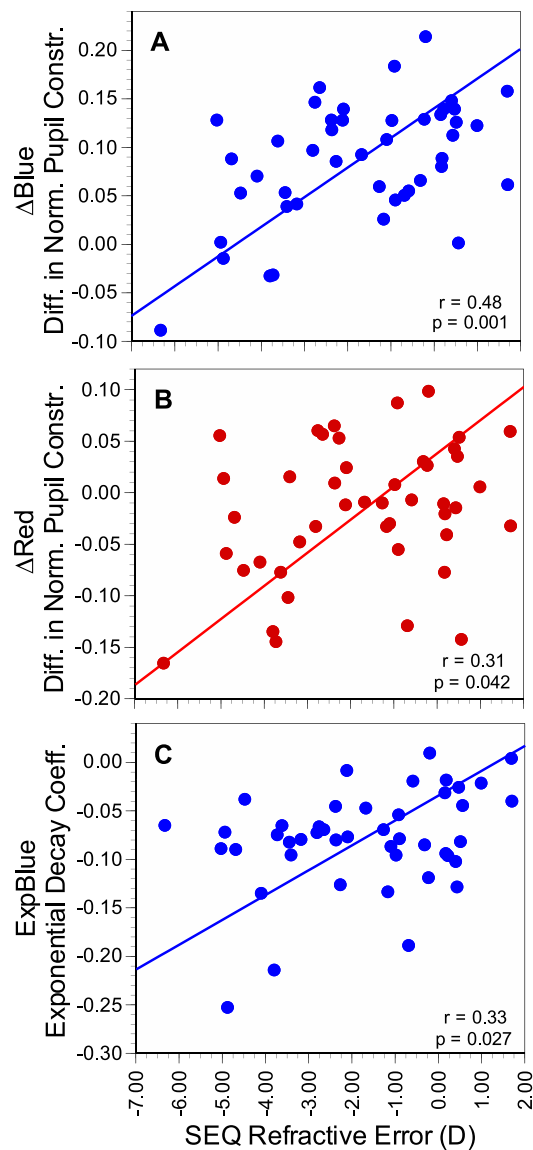 A
0.20
0.15
0.10
0.05
0.00
-0.05
-0.10
ΔBlue
Diff. in Norm. Pupil Constr.
r = 0.48
p = 0.001
B
0.10
0.05
0.00
-0.05
-0.10
-0.15
-0.20
ΔRed
Diff. in Norm. Pupil Constr.
r = 0.31
p = 0.042
C
0.00
-0.05
-0.10
-0.15
-0.20
-0.25
-0.30
ExpBlue
Exponential Decay Coeff.
r = 0.33
p = 0.027
-7.00
-6.00
-5.00
-4.00
-3.00
-2.00
-1.00
0.00
1.00
2.00
SEQ Refractive Error (D)